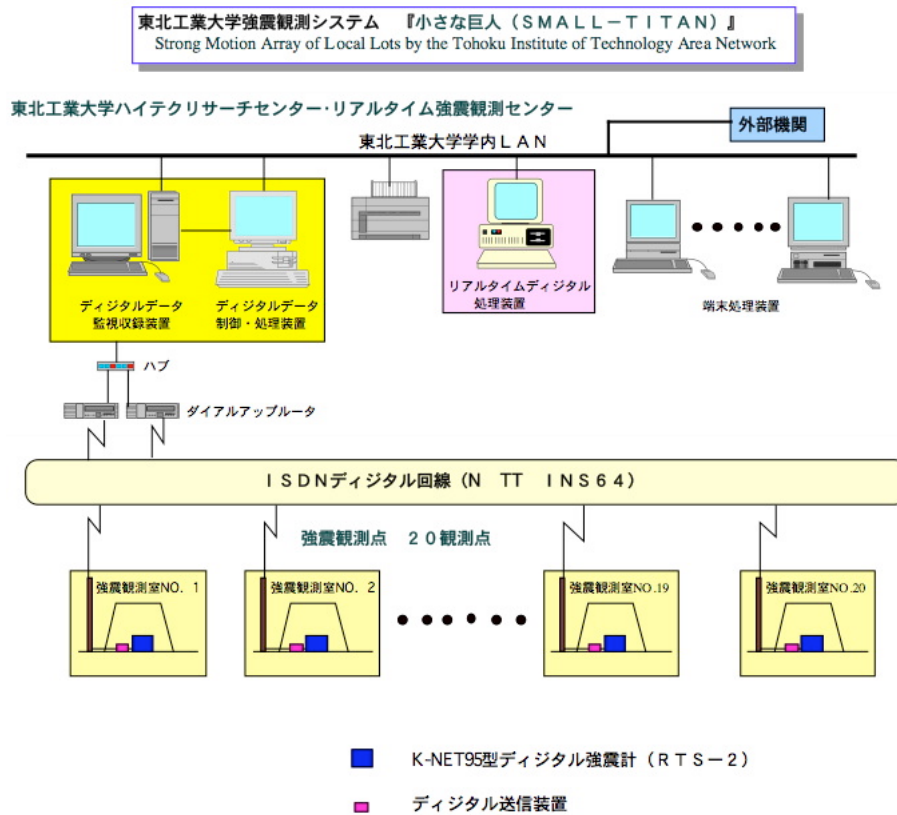 東北工業大学強震観測システム 『小さな巨人(SMALL-TITAN)』
Strong Motion Array of Local Lots by the Tohoku Institute of Technology Area Network
東北工業大学ハイテクリサーチセンター・リアルタイム強震観測センター
外部機関
東北工業大学学内LAN
ディジタルデータ
監視収録装置
ディジタルデータ
制御・処理装置
リアルタイムディジタル
処理装置
端末処理装置
ハブ
ダイアルアップルータ
ISDNディジタル回線(N TT INS64)
強震観測点 20観測点
強震観測室NO. 1
強震観測室NO. 2
強震観測室NO.19
強震観測室NO.20
K-NET95型ディジタル強震計(RTS-2)
ディジタル送信装置